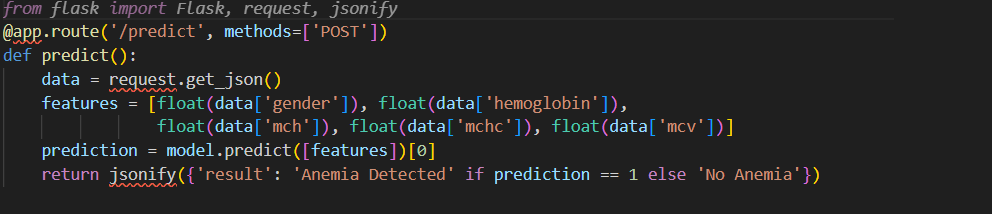 from flask import Flask, request, jsonify
@app.route('/predict', methods=['POST'])
def predict():
    data = request.get_json()
    features = [float(data['gender']), float(data['hemoglobin']),
                float(data['mch']), float(data['mchc']), float(data['mcv'])]
    prediction = model.predict([features])[0]
    return jsonify({'result': 'Anemia Detected' if prediction == 1 else 'No Anemia'})